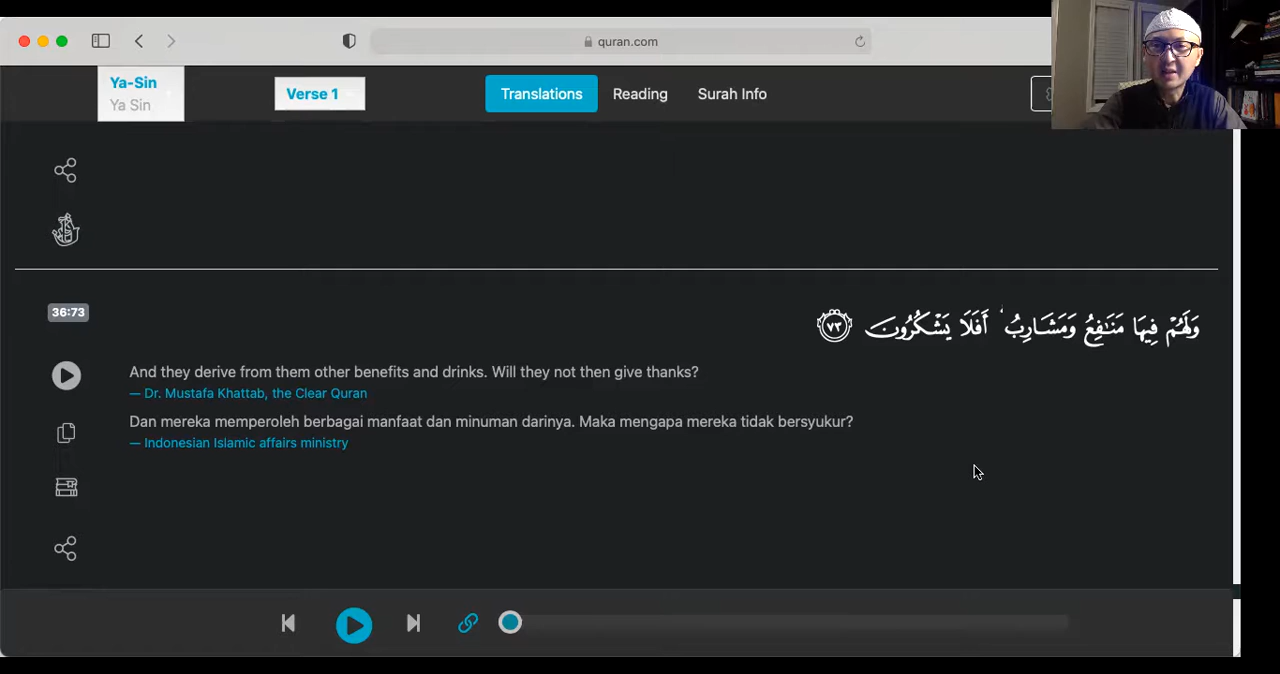 quran.com
Ya-Sin
Ya Sin
Verse 1
Translations
Reading
Surah Info
36:73
وَلَهُمْ فِيهَا مَنَـٰفِعُ وَمَشَارِبُ ۖ أَفَلَا يَشْكُرُونَ ٧٣
And they derive from them other benefits and drinks. Will they not then give thanks?
— Dr. Mustafa Khattab, the Clear Quran
Dan mereka memperoleh berbagai manfaat dan minuman darinya. Maka mengapa mereka tidak bersyukur?
— Indonesian Islamic affairs ministry